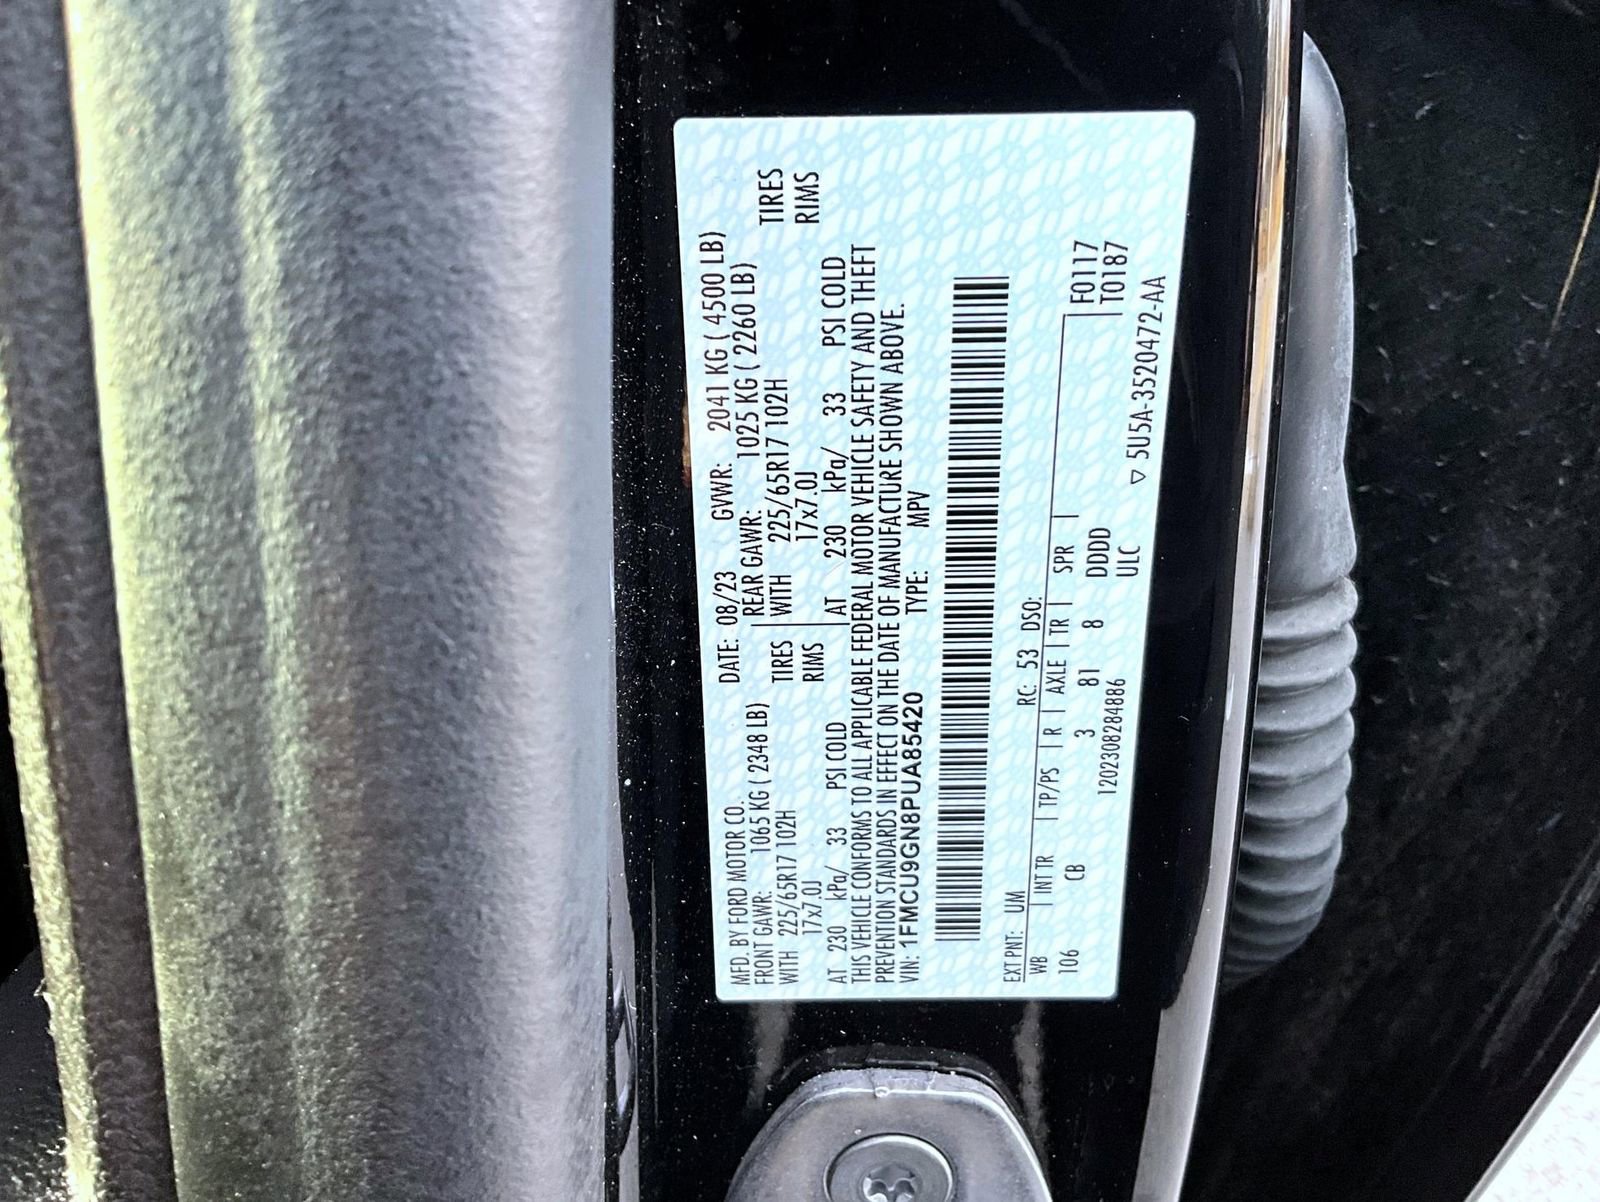 MFD. BY FORD MOTOR CO. DATE: 08/23 GVWR: 2041 KG ( 4500 LB)
FRONT GAWR: 1065 KG ( 2348 LB) REAR GAWR: 1025 KG ( 2260 LB)
WITH 225/65R17 102H TIRES WITH 225/65R17 102H TIRES
17x7.0J RIMS 17x7.0J RIMS
AT 230 kPa/ 33 PSI COLD AT 230 kPa/ 33 PSI COLD
THIS VEHICLE CONFORMS TO ALL APPLICABLE FEDERAL MOTOR VEHICLE SAFETY AND THEFT
PREVENTION STANDARDS IN EFFECT ON THE DATE OF MANUFACTURE SHOWN ABOVE.
VIN: 1FMCU9GN8PUA85420 TYPE: MPV
EXT PNT: UM RC: 53 DSO:
WB | INT TR | TP/PS | R | AXLE | TR | SPR | F0117
106 CB 3 81 8 DDDD T0187
1202308284886 ULC
▽ 5U5A-3520472-AA